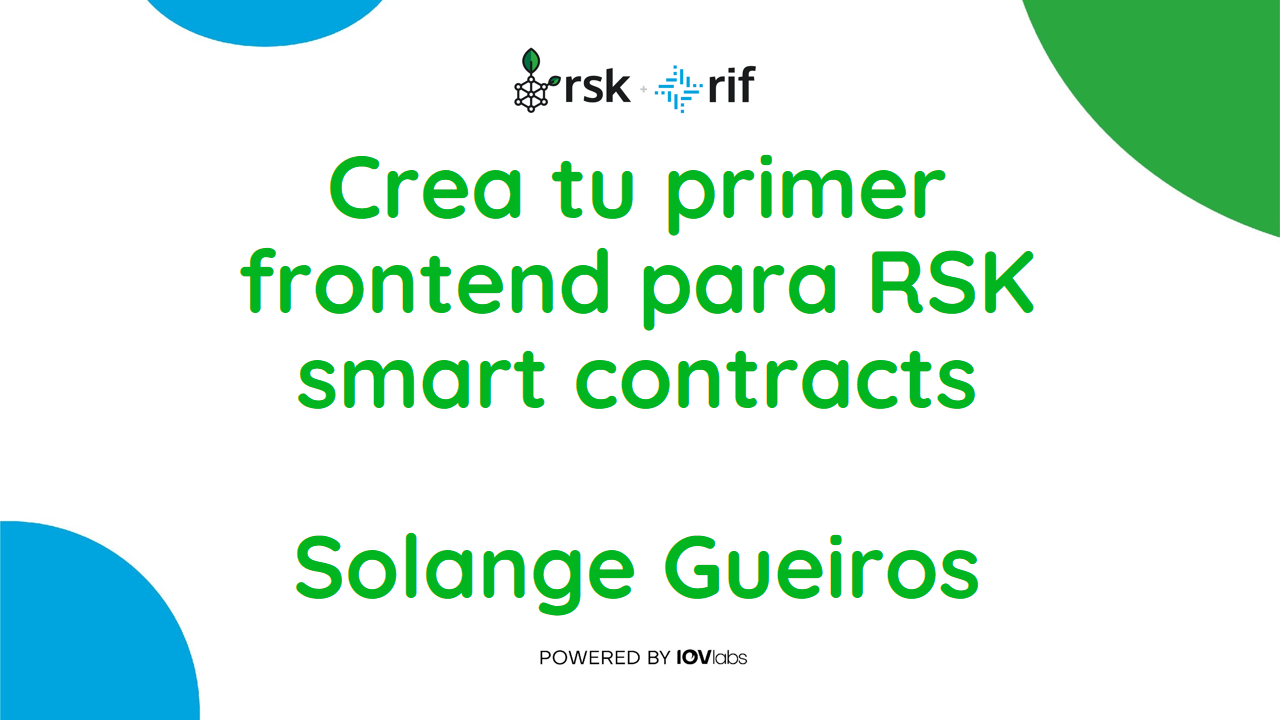 rsk + rif
Crea tu primer
frontend para RSK
smart contracts
Solange Gueiros
POWERED BY IOVlabs